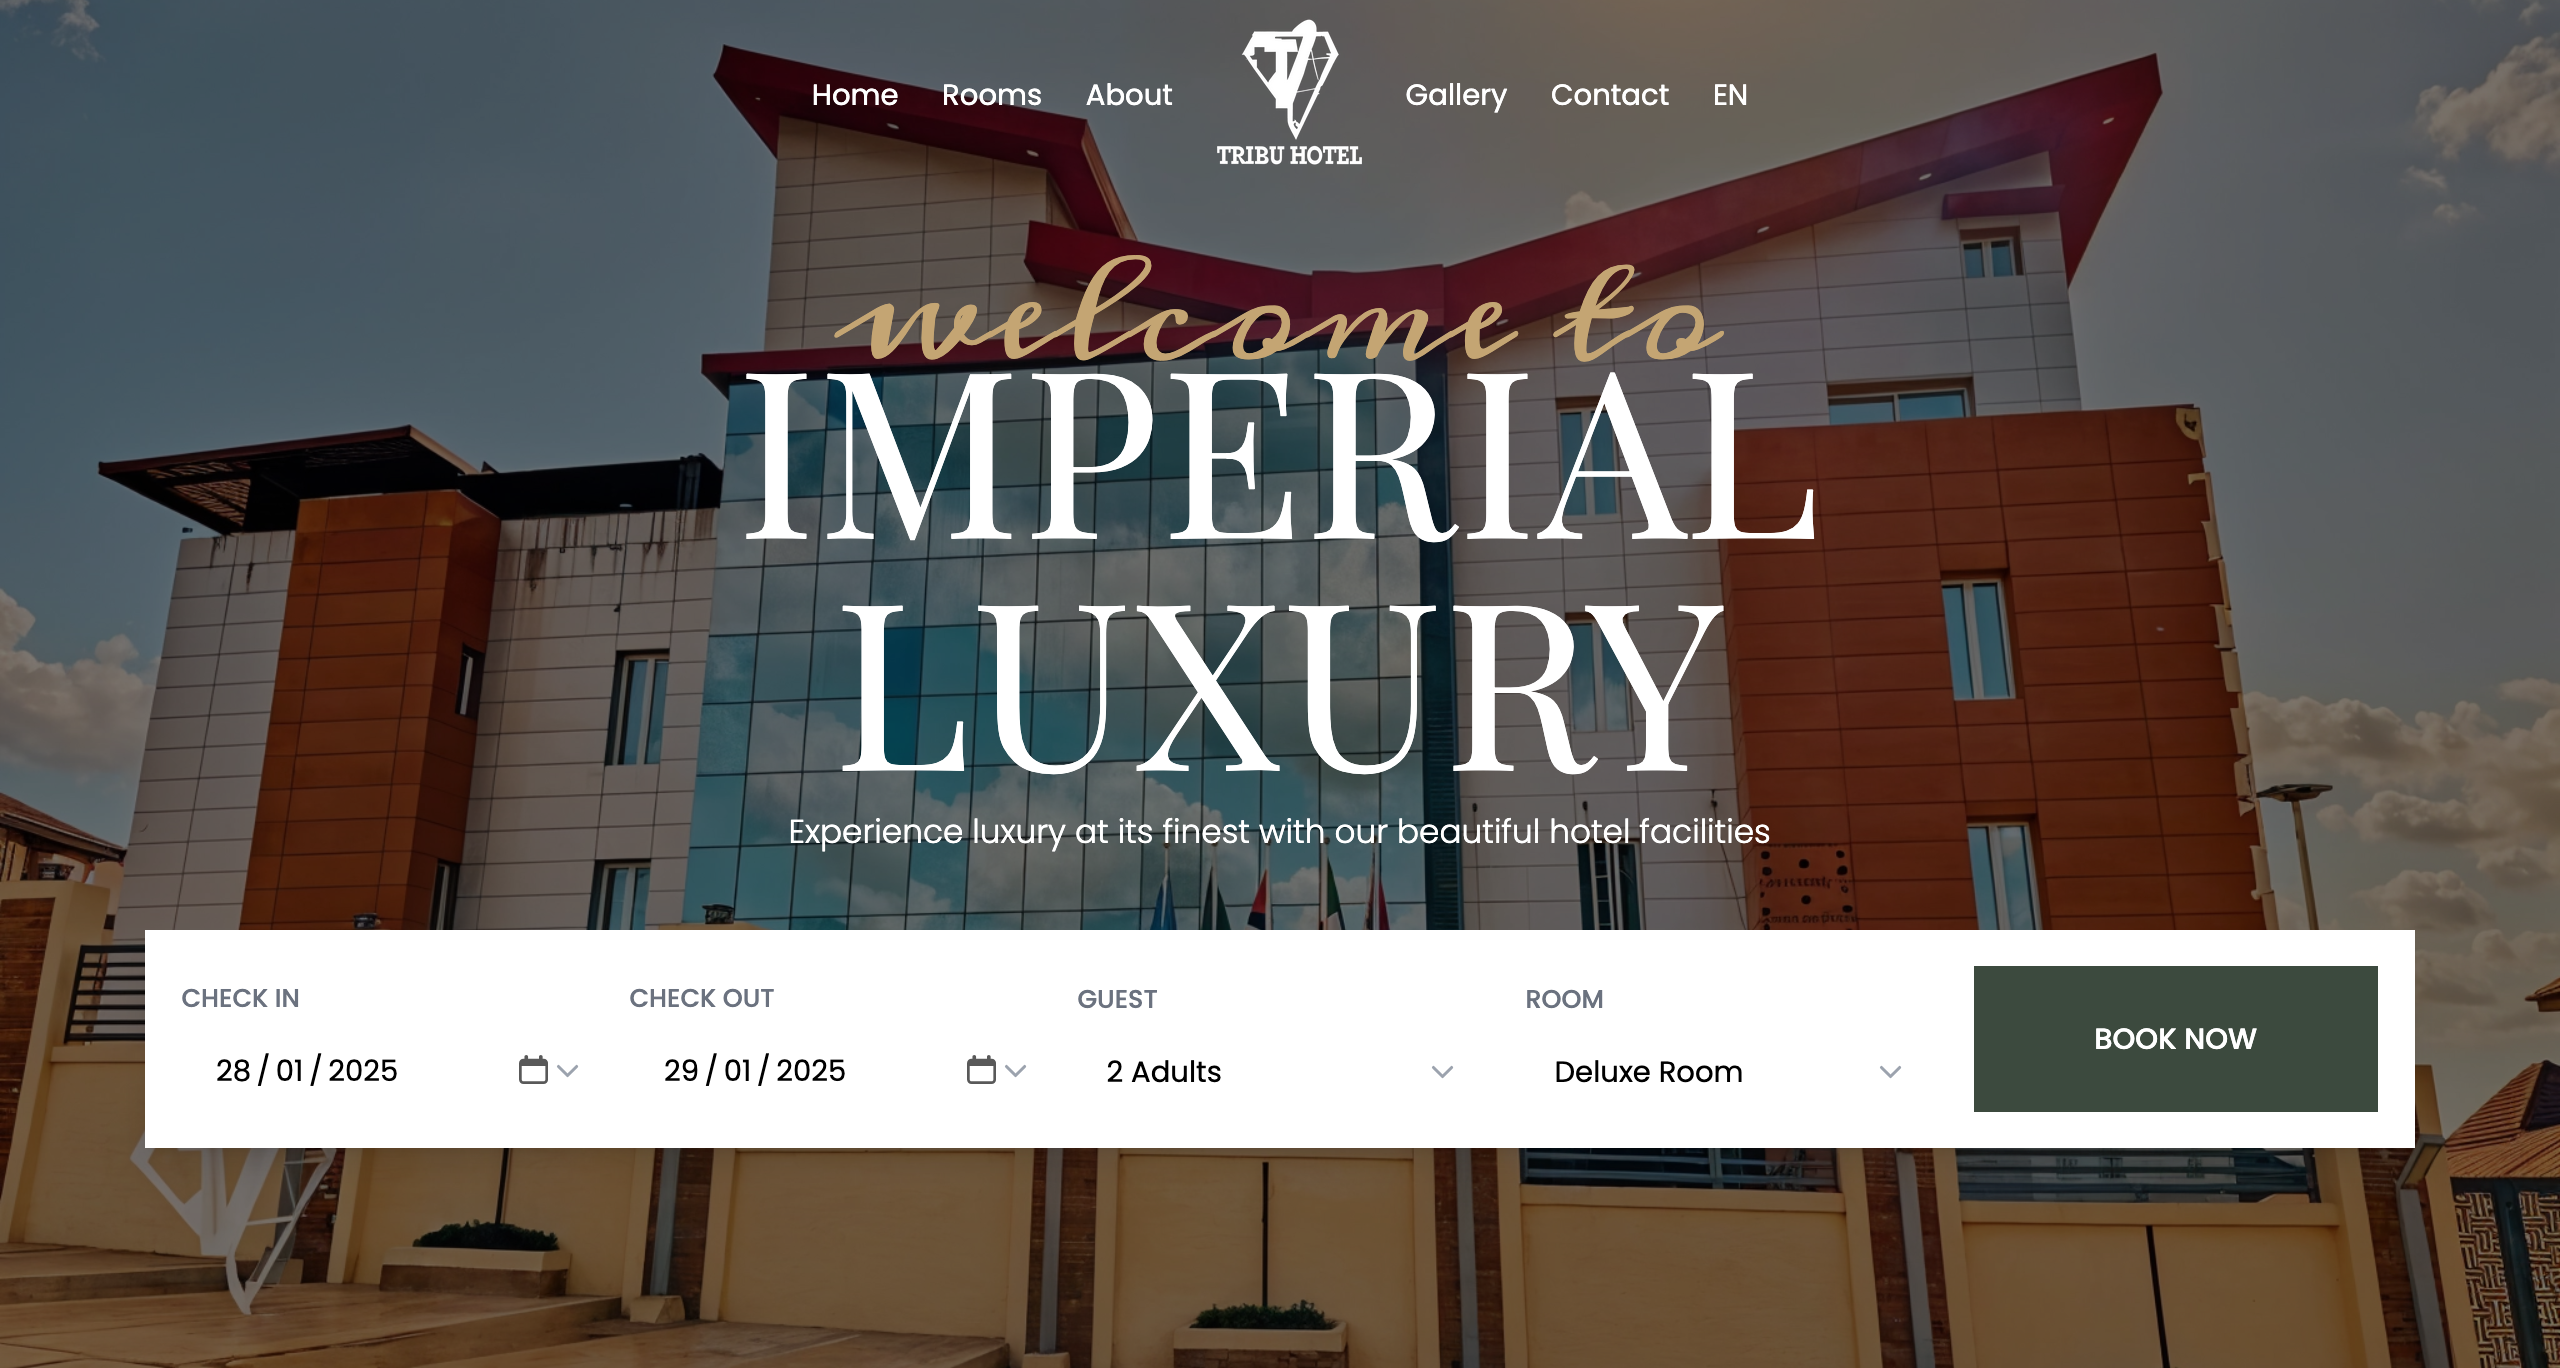 Home Rooms About Gallery Contact EN
TRIBU HOTEL
welcome to
IMPERIAL
LUXURY
Experience luxury at its finest with our beautiful hotel facilities
CHECK IN CHECK OUT GUEST ROOM
28 / 01 / 2025 29 / 01 / 2025 2 Adults Deluxe Room
BOOK NOW